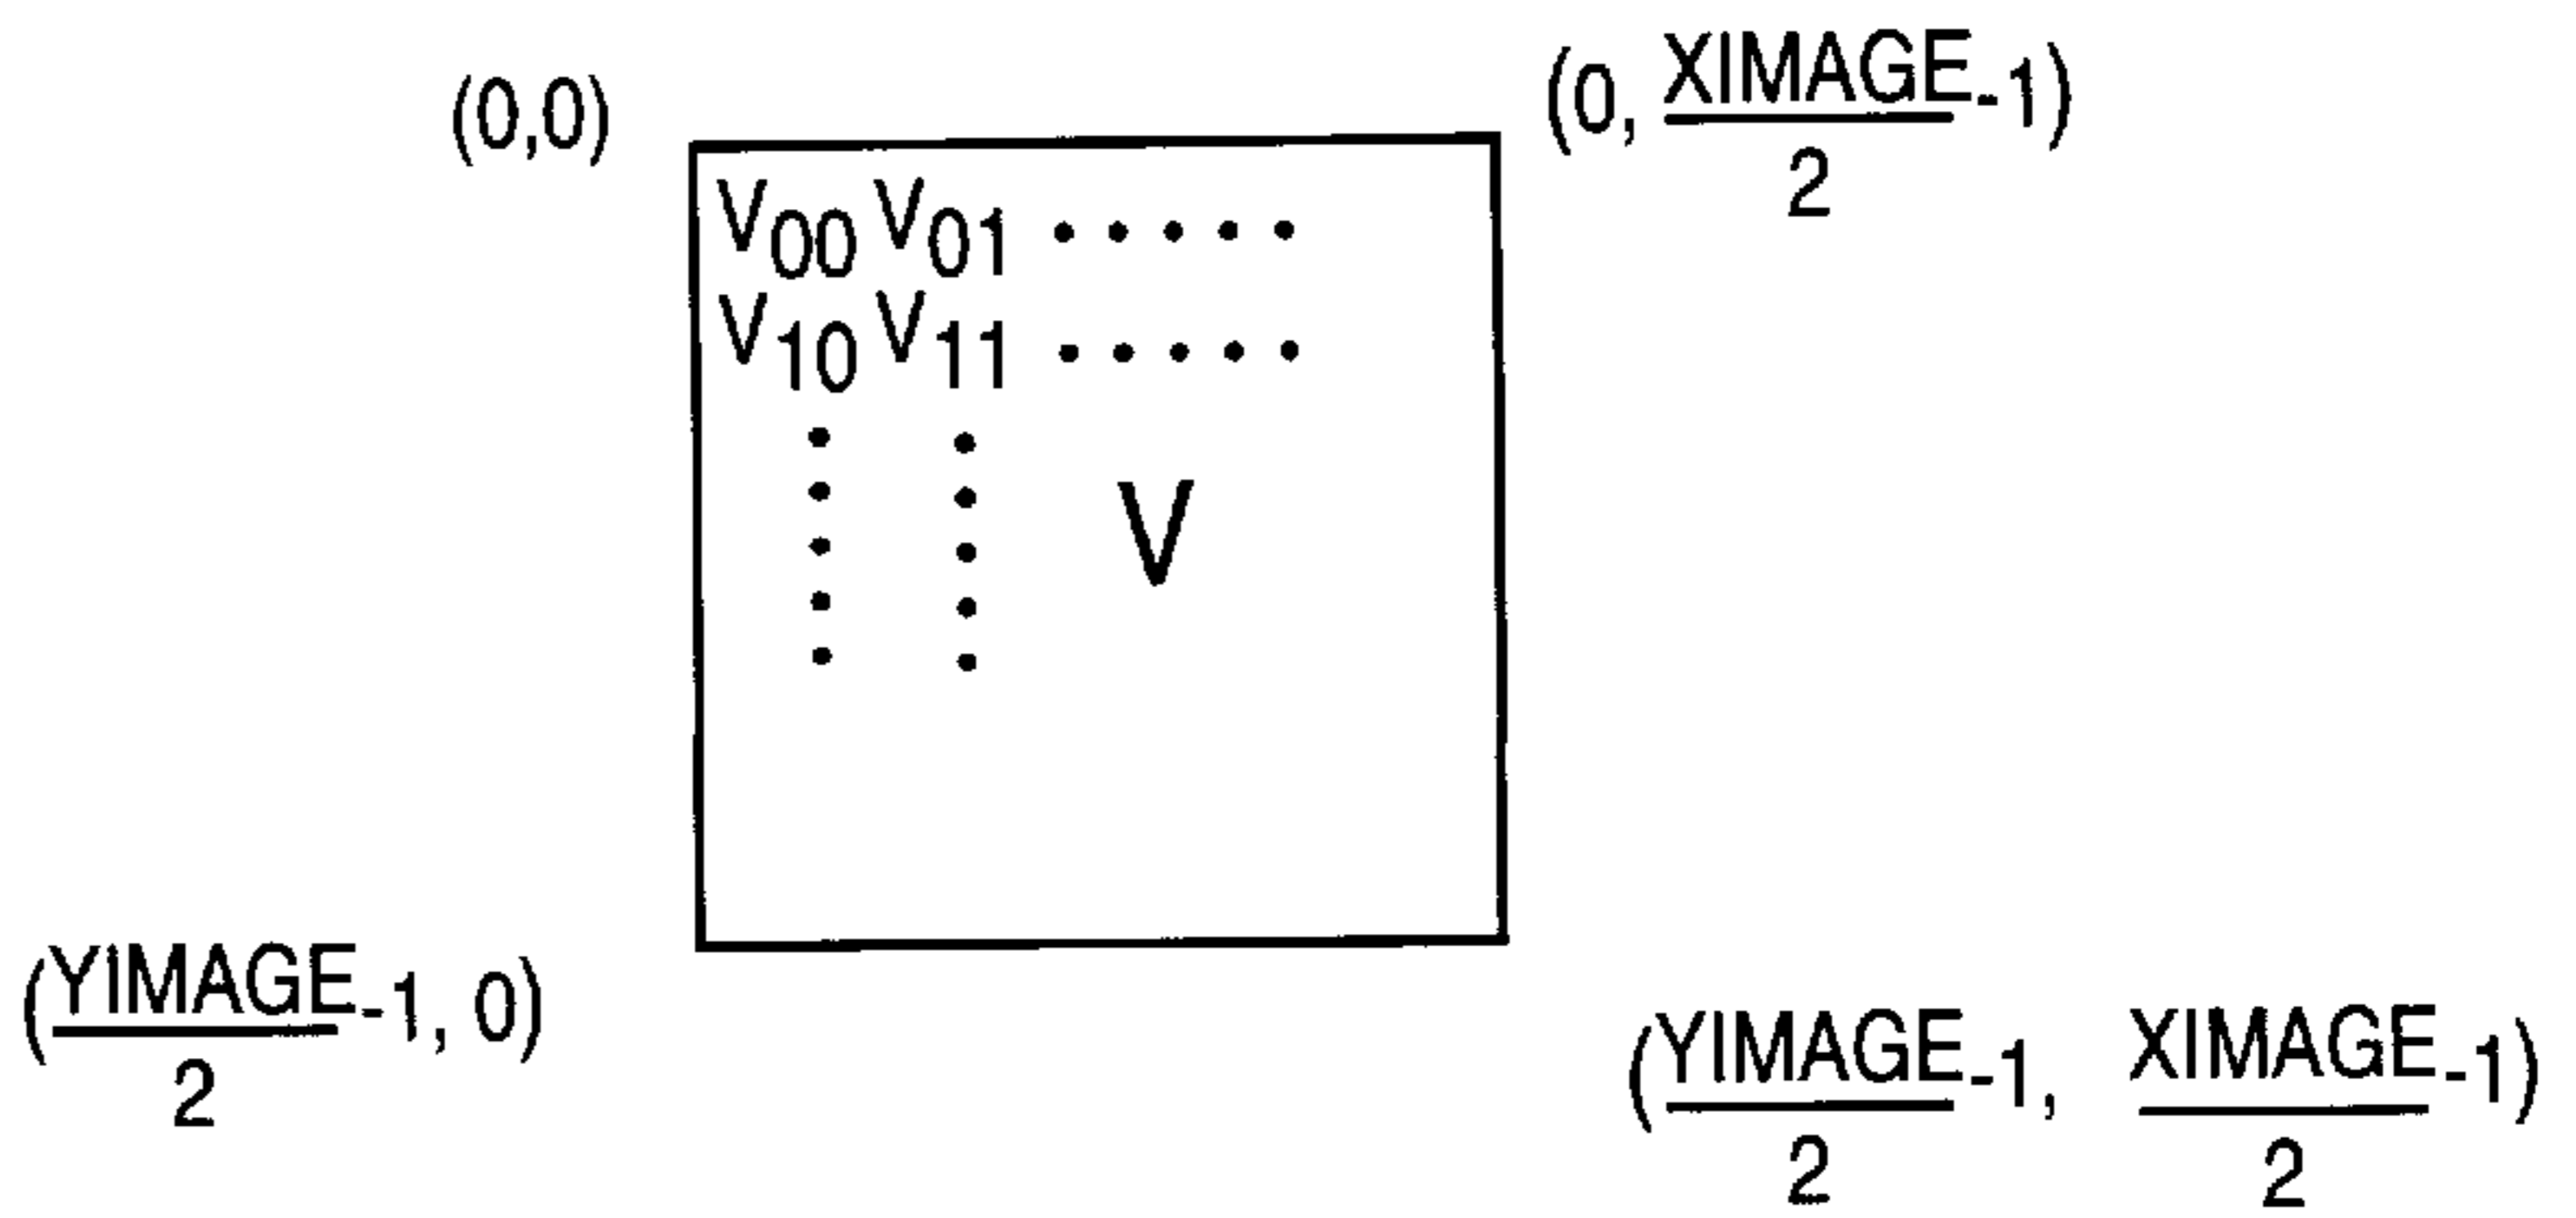 (0,0)
(0, XIMAGE/2 -1)
V00 V01 .....
V10 V11 .....
V
(YIMAGE/2 -1, 0)
(YIMAGE/2 -1, XIMAGE/2 -1)